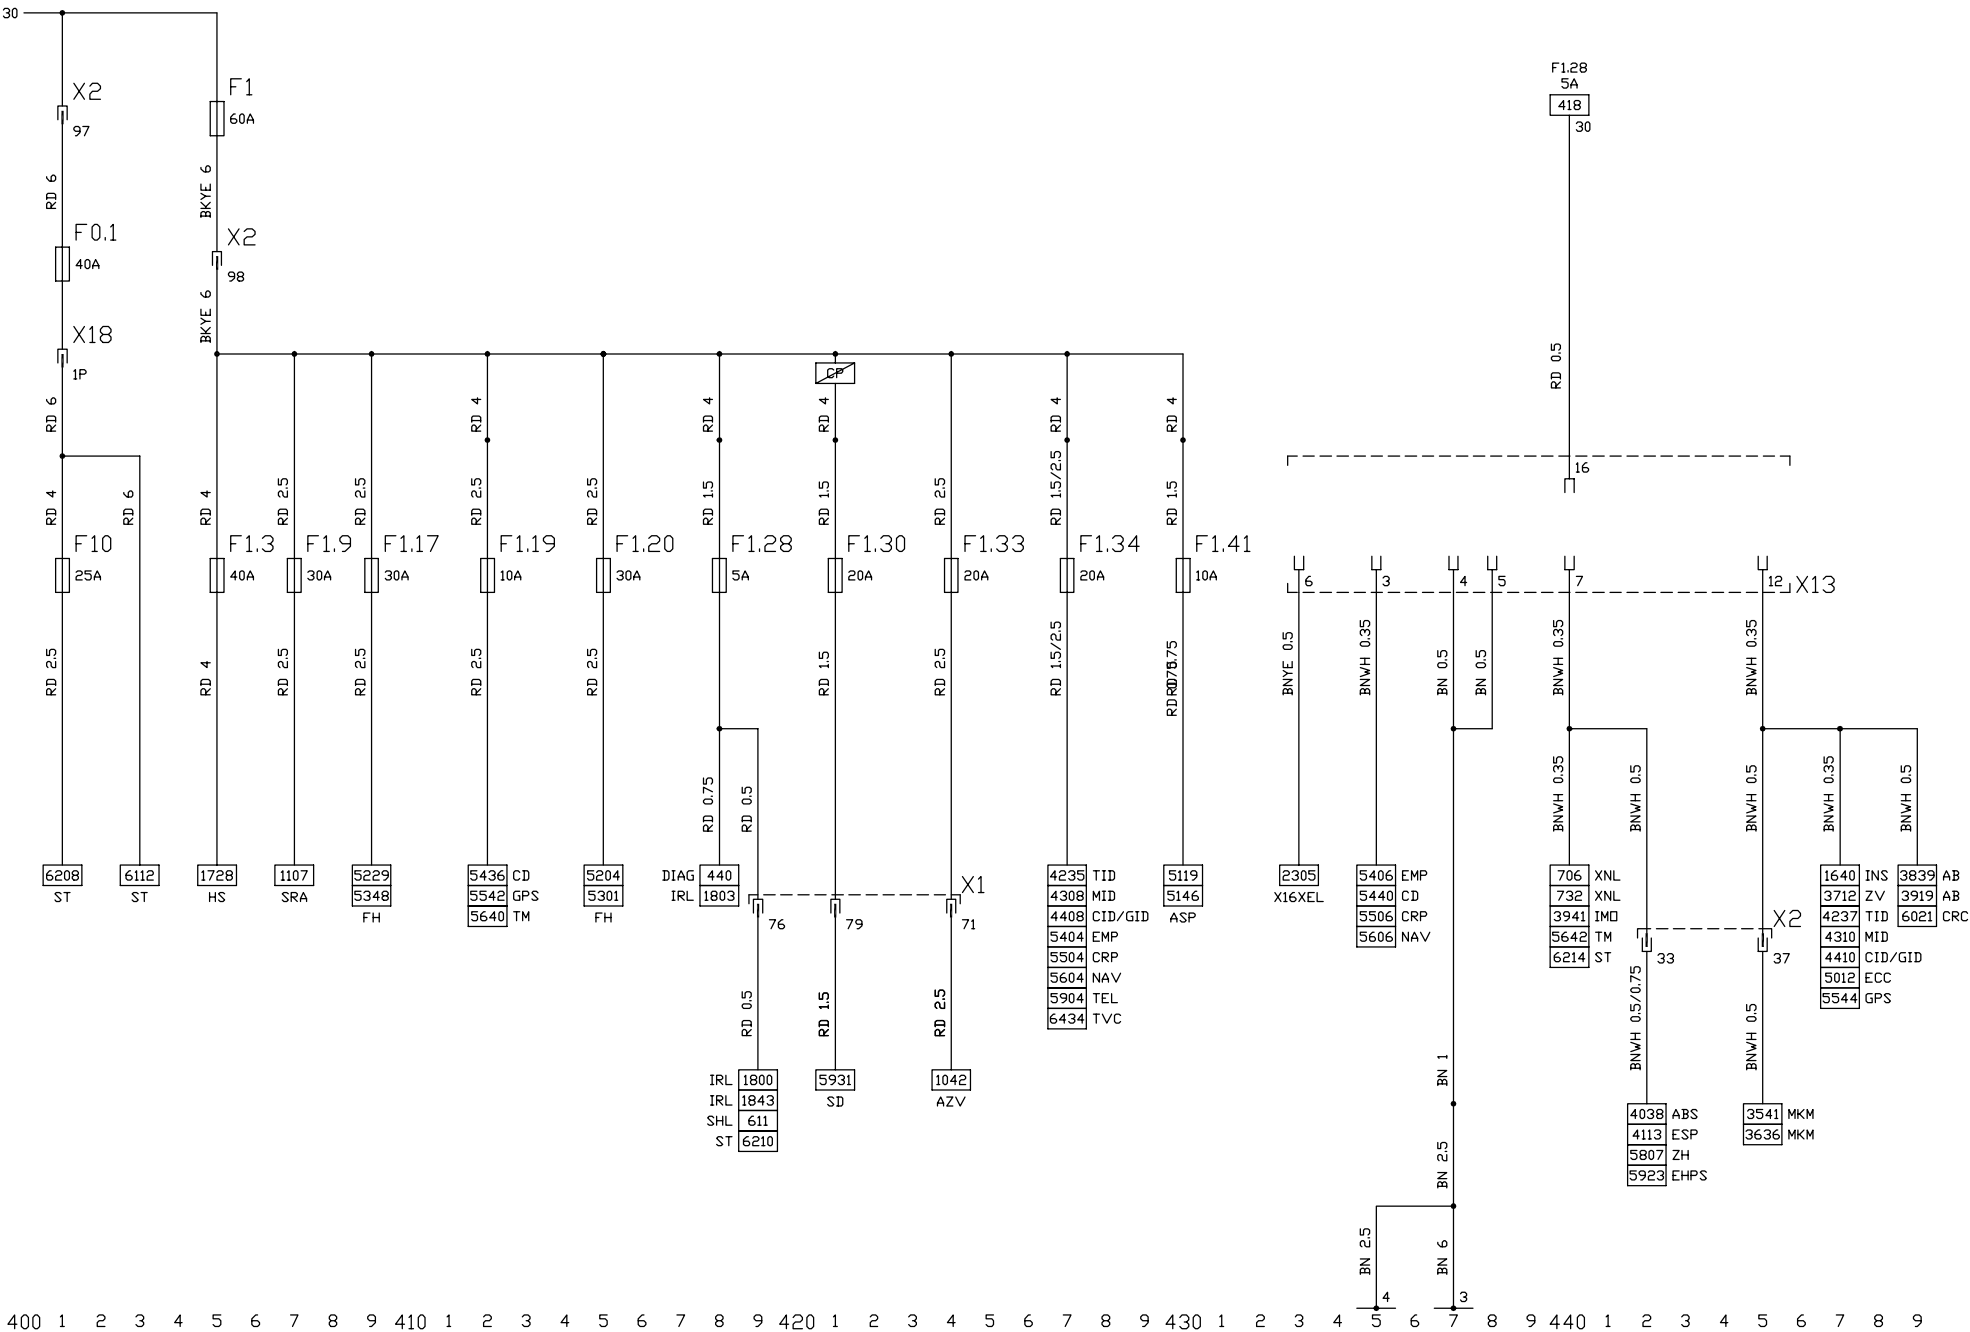 30
F1.28
5A
418
30
X2
97
F1
60A
RD 6
BKYE 6
F0.1
40A
X2
98
X18
1P
BKYE 6
CP
RD 0.5
RD 6
RD 4
RD 4
RD 4
RD 4
RD 4
16
RD 4
RD 6
RD 4
RD 2.5
RD 2.5
RD 2.5
RD 2.5
RD 1.5
RD 1.5
RD 2.5
RD 1.5/2.5
RD 1.5
F10
25A
F1.3
40A
F1.9
30A
F1.17
30A
F1.19
10A
F1.20
30A
F1.28
5A
F1.30
20A
F1.33
20A
F1.34
20A
F1.41
10A
6
3
4
5
7
12
X13
RD 2.5
RD 4
RD 2.5
RD 2.5
RD 2.5
RD 2.5
RD 1.5
RD 2.5
RD 1.5/2.5
BNYE 0.5
BNWH 0.35
BN 0.5
BN 0.5
BNWH 0.35
BNWH 0.35
RD 0.75
RD 0.5
BNWH 0.35
BNWH 0.5
BNWH 0.5
BNWH 0.35
BNWH 0.5
6208
ST
6112
ST
1728
HS
1107
SRA
5229
5348
FH
5436 CD
5542 GPS
5640 TM
5204
5301
FH
DIAG 440
IRL 1803
X1
76
79
71
4235 TID
4308 MID
4408 CID/GID
5404 EMP
5504 CRP
5604 NAV
5904 TEL
6434 TVC
5119
5146
ASP
2305
X16XEL
5406 EMP
5440 CD
5506 CRP
5606 NAV
706 XNL
732 XNL
3941 IMO
5642 TM
6214 ST
X2
33
37
1640 INS
3712 ZV
4237 TID
4310 MID
4410 CID/GID
5012 ECC
5544 GPS
3839 AB
3919 AB
6021 CRC
RD 0.5
RD 1.5
RD 2.5
BNWH 0.5/0.75
BNWH 0.5
BN 1
IRL 1800
IRL 1843
SHL 611
ST 6210
5931
SD
1042
AZV
4038 ABS
4113 ESP
5807 ZH
5923 EHPS
3541 MKM
3636 MKM
BN 2.5
BN 2.5
BN 6
4
3
400 1 2 3 4 5 6 7 8 9 410 1 2 3 4 5 6 7 8 9 420 1 2 3 4 5 6 7 8 9 430 1 2 3 4 5 6 7 8 9 440 1 2 3 4 5 6 7 8 9